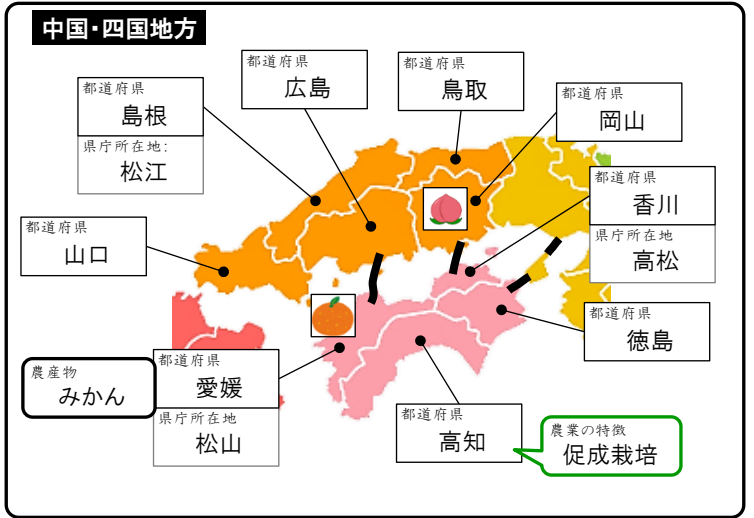 中国・四国地方
都道府県
広島
都道府県
鳥取
都道府県
島根
県庁所在地:
松江
都道府県
岡山
都道府県
香川
県庁所在地
高松
都道府県
山口
都道府県
徳島
農産物
みかん
都道府県
愛媛
県庁所在地
松山
都道府県
高知
農業の特徴
促成栽培